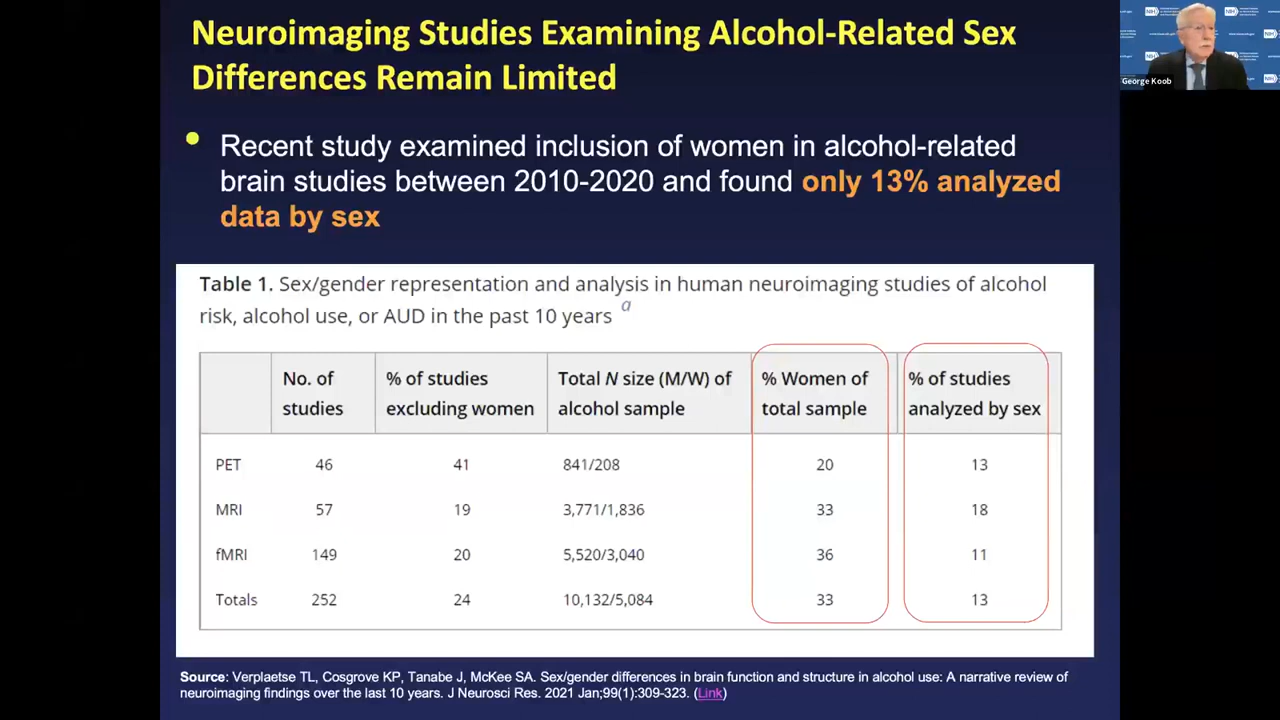 Neuroimaging Studies Examining Alcohol-Related Sex
Differences Remain Limited
George Koob
• Recent study examined inclusion of women in alcohol-related
brain studies between 2010-2020 and found only 13% analyzed
data by sex
Table 1. Sex/gender representation and analysis in human neuroimaging studies of alcohol
risk, alcohol use, or AUD in the past 10 years a
No. of studies | % of studies excluding women | Total N size (M/W) of alcohol sample | % Women of total sample | % of studies analyzed by sex
PET 46 41 841/208 20 13
MRI 57 19 3,771/1,836 33 18
fMRI 149 20 5,520/3,040 36 11
Totals 252 24 10,132/5,084 33 13
Source: Verplaetse TL, Cosgrove KP, Tanabe J, McKee SA. Sex/gender differences in brain function and structure in alcohol use: A narrative review of
neuroimaging findings over the last 10 years. J Neurosci Res. 2021 Jan;99(1):309-323. (Link)